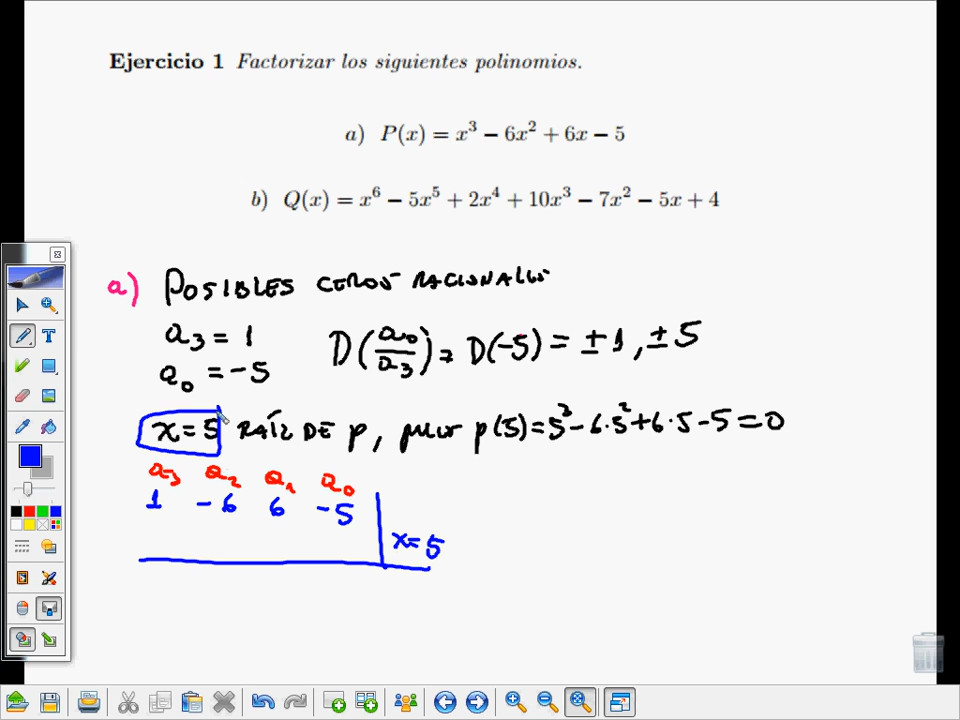 Ejercicio 1 Factorizar los siguientes polinomios.
a) P(x) = x³ − 6x² + 6x − 5
b) Q(x) = x⁶ − 5x⁵ + 2x⁴ + 10x³ − 7x² − 5x + 4
a) POSIBLES CEROS RACIONALES
a₃ = 1
a₀ = -5
D(a₀/a₃) = D(-5) = ±1, ±5
x = 5 RAÍZ DE p, pues p(5) = 5³ - 6·5² + 6·5 - 5 = 0
a₃ a₂ a₁ a₀
1 -6 6 -5
x = 5
T